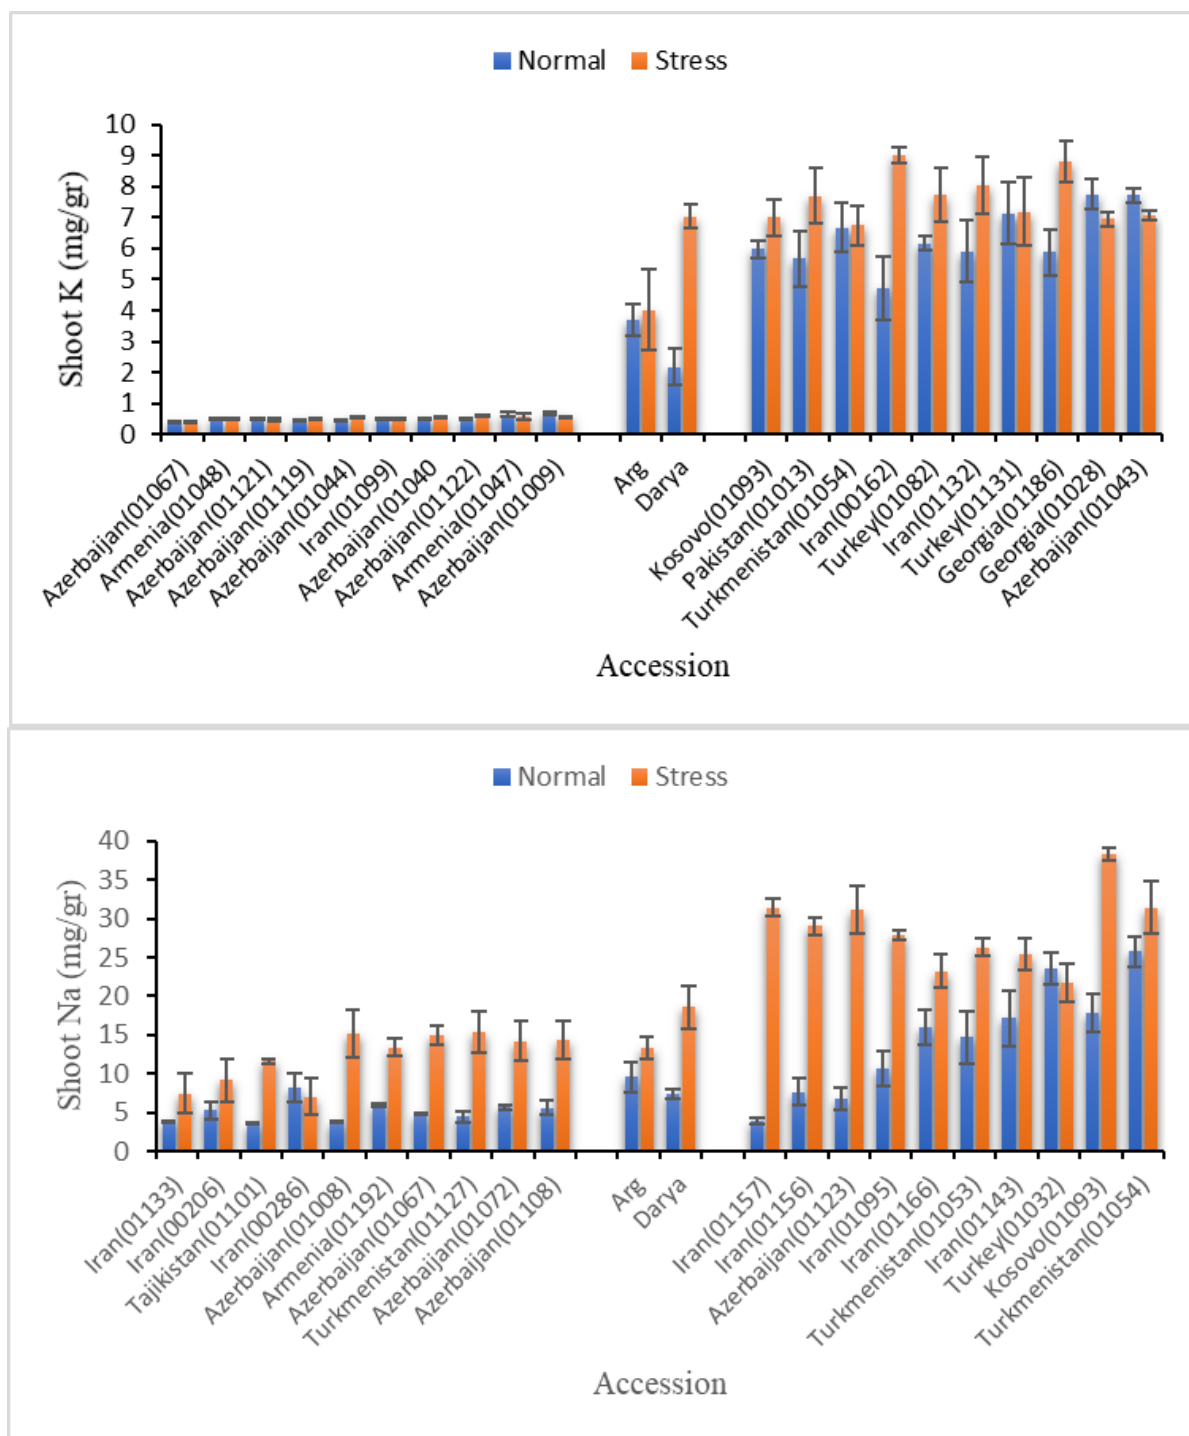 Normal Stress
10
9
8
7
6
5
4
3
2
1
0
Shoot K (mg/gr)
Azerbaijan(01067)
Armenia(01048)
Azerbaijan(01121)
Azerbaijan(01119)
Azerbaijan(01044)
Iran(01099)
Azerbaijan(01040
Azerbaijan(01122)
Armenia(01047)
Azerbaijan(01009)
Arg
Darya
Kosovo(01093)
Pakistan(01013)
Turkmenistan(01054)
Iran(00162)
Turkey(01082)
Iran(01132)
Turkey(01131)
Georgia(01186)
Georgia(01028)
Azerbaijan(01043)
Accession
Normal Stress
40
35
30
25
20
15
10
5
0
Shoot Na (mg/gr)
Iran(01133)
Iran(00206)
Tajikistan(01101)
Iran(00286)
Azerbaijan(01008)
Armenia(01192)
Azerbaijan(01067)
Turkmenistan(01127)
Azerbaijan(01072)
Azerbaijan(01108)
Arg
Darya
Iran(01157)
Iran(01156)
Azerbaijan(01123)
Iran(01095)
Iran(01166)
Turkmenistan(01053)
Iran(01143)
Turkey(01032)
Kosovo(01093)
Turkmenistan(01054)
Accession